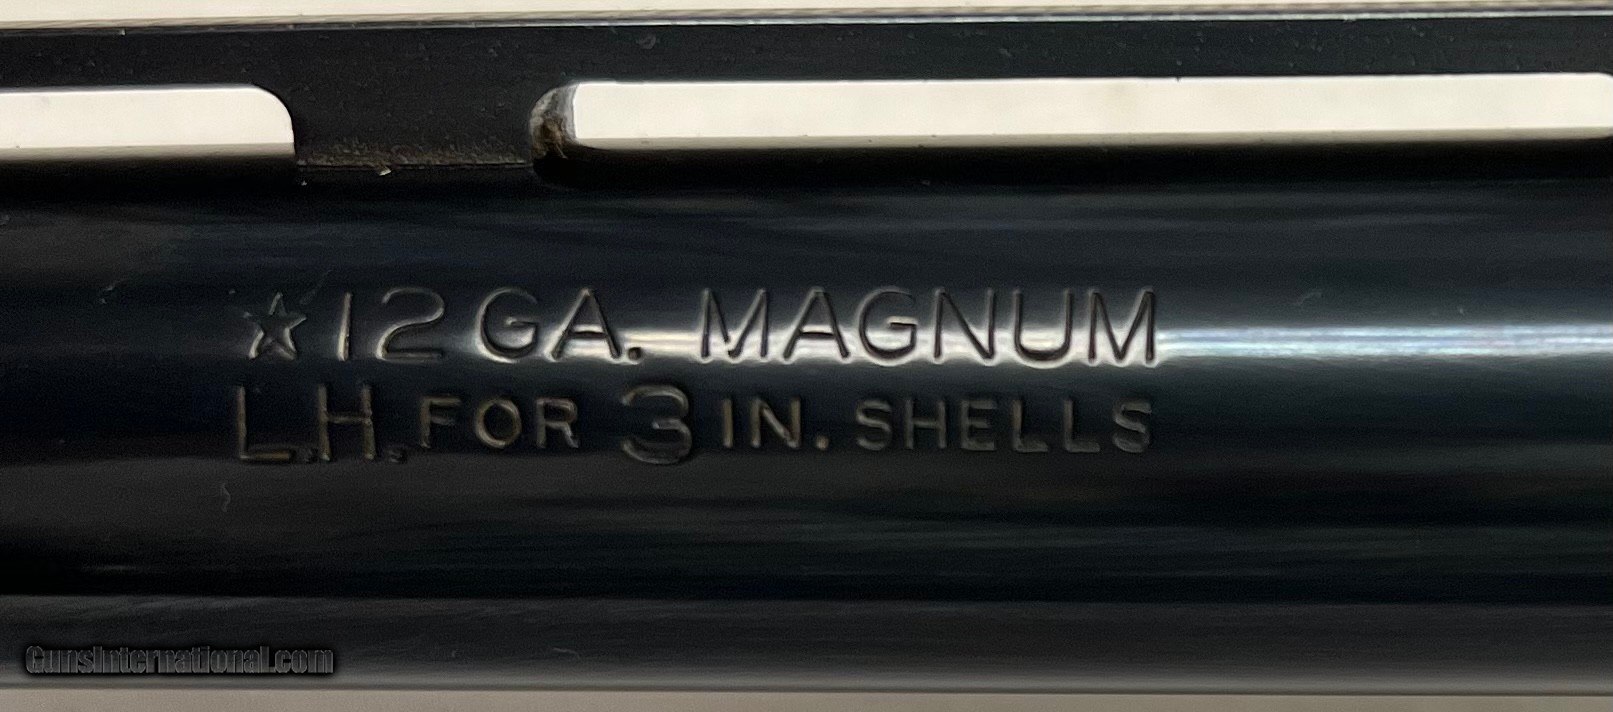 ☆12 GA. MAGNUM
L.H. FOR 3 IN. SHELLS
GunsInternational.com